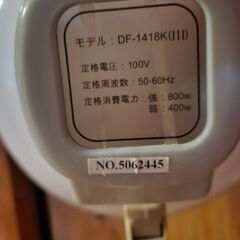 モデル : DF-1418K(III)
定格電圧 : 100V
定格周波数 : 50-60Hz
定格消費電力 : 強 : 800w
弱 : 400w
NO.5062445